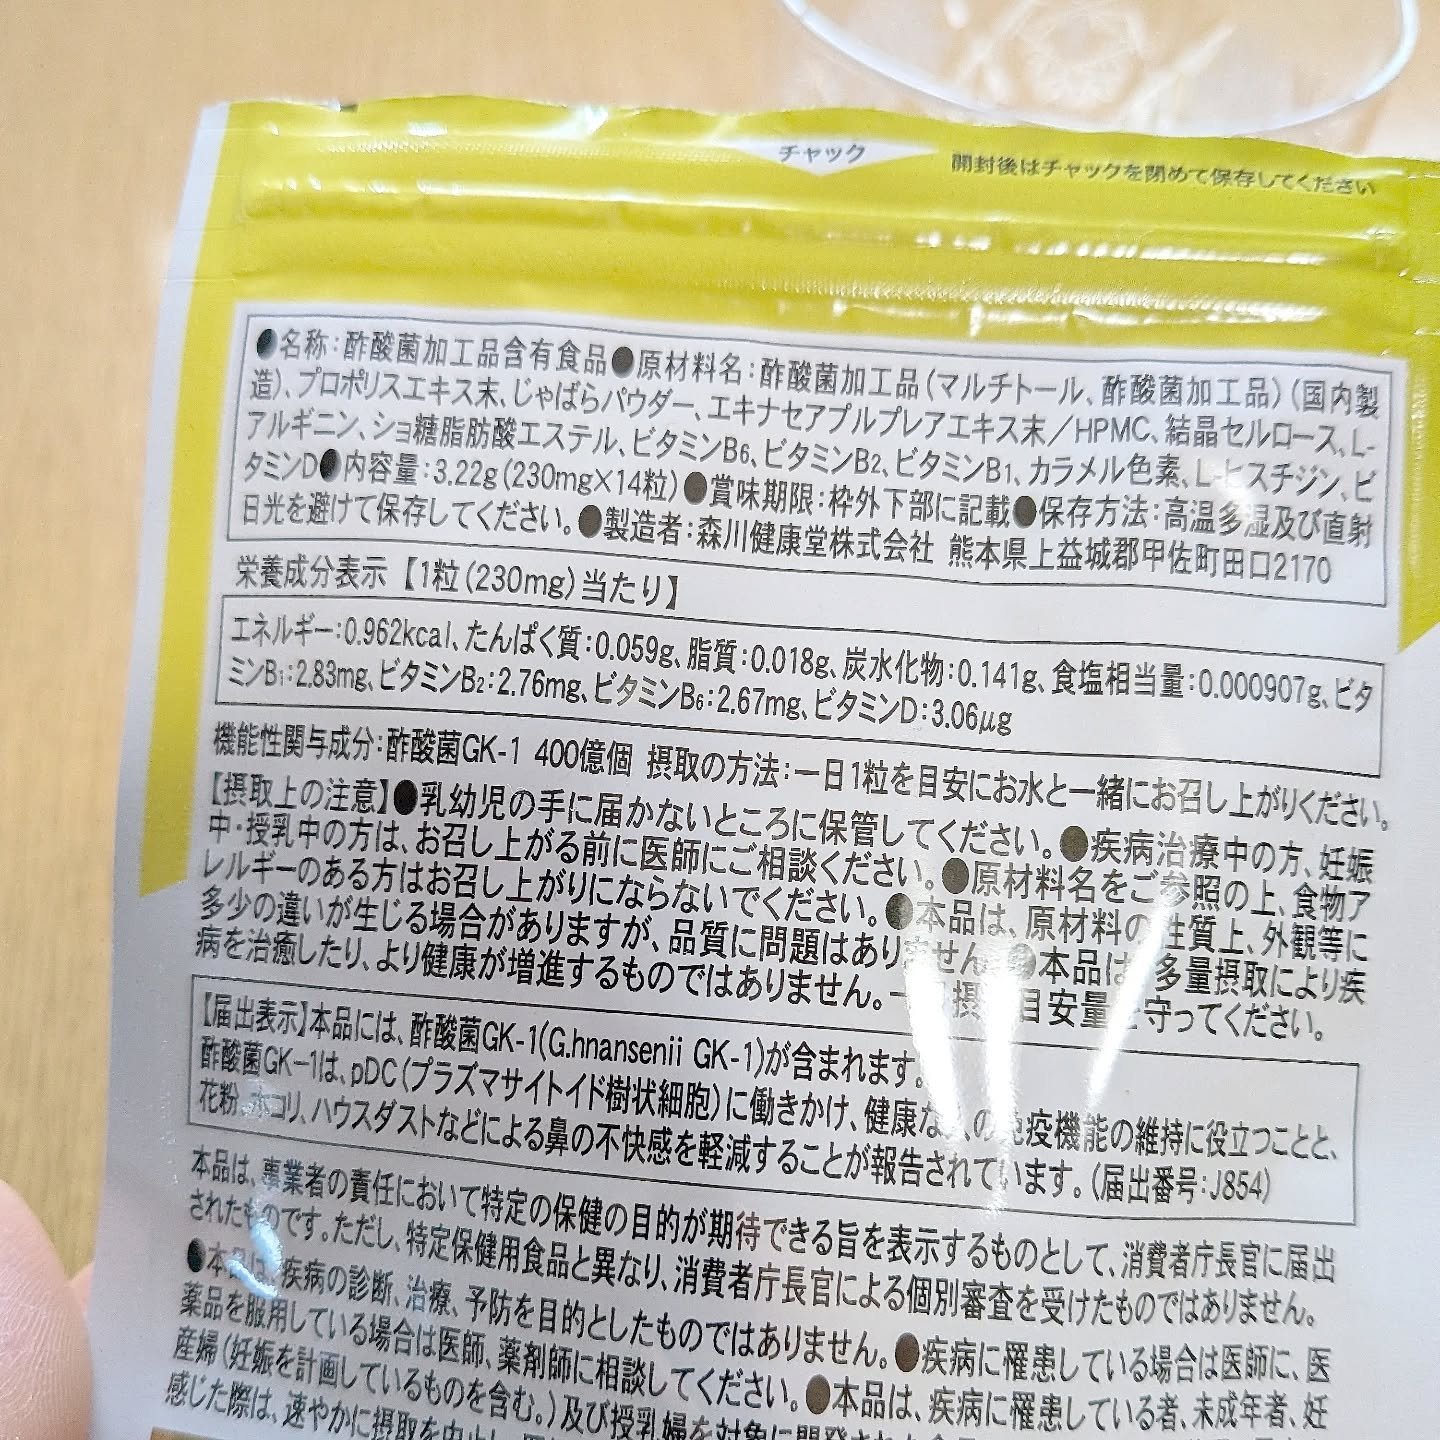 チャック
開封後はチャックを閉めて保存してください
●名称:酢酸菌加工品含有食品●原材料名:酢酸菌加工品(マルチトール、酢酸菌加工品)(国内製
造)、プロポリスエキス末、じゃばらパウダー、エキナセアプルプレアエキス末/HPMC、結晶セルロース、L-
アルギニン、ショ糖脂肪酸エステル、ビタミンB6、ビタミンB2、ビタミンB1、カラメル色素、L-ヒスチジン、ビ
タミンD●内容量:3.22g(230mg×14粒)●賞味期限:枠外下部に記載●保存方法:高温多湿及び直射
日光を避けて保存してください。●製造者:森川健康堂株式会社 熊本県上益城郡甲佐町田口2170
栄養成分表示【1粒(230mg)当たり】
エネルギー:0.962kcal、たんぱく質:0.059g、脂質:0.018g、炭水化物:0.141g、食塩相当量:0.000907g、ビタ
ミンB1:2.83mg、ビタミンB2:2.76mg、ビタミンB6:2.67mg、ビタミンD:3.06μg
機能性関与成分:酢酸菌GK-1 400億個 摂取の方法:一日1粒を目安にお水と一緒にお召し上がりください。
【摂取上の注意】●乳幼児の手に届かないところに保管してください。●疾病治療中の方、妊娠
中・授乳中の方は、お召し上がる前に医師にご相談ください。●原材料名をご参照の上、食物ア
レルギーのある方はお召し上がりにならないでください。●本品は、原材料の性質上、外観等に
多少の違いが生じる場合がありますが、品質に問題はありません。●本品は、多量摂取により疾
病を治癒したり、より健康が増進するものではありません。一 摂 目安量を守ってください。
【届出表示】本品には、酢酸菌GK-1(G.hnansenii GK-1)が含まれます。
酢酸菌GK-1は、pDC(プラズマサイトイド樹状細胞)に働きかけ、健康な人の免疫機能の維持に役立つことと、
花粉、ホコリ、ハウスダストなどによる鼻の不快感を軽減することが報告されています。(届出番号:J854)
本品は、事業者の責任において特定の保健の目的が期待できる旨を表示するものとして、消費者庁長官に届出
されたものです。ただし、特定保健用食品と異なり、消費者庁長官による個別審査を受けたものではありません。
●本品は、疾病の診断、治療、予防を目的としたものではありません。●疾病に罹患している場合は医師に、医
薬品を服用している場合は医師、薬剤師に相談してください。●本品は、疾病に罹患している者、未成年者、妊
産婦(妊娠を計画しているものを含む。)及び授乳婦を対象に開発された食
感じた際は、速やかに摂取を中止し